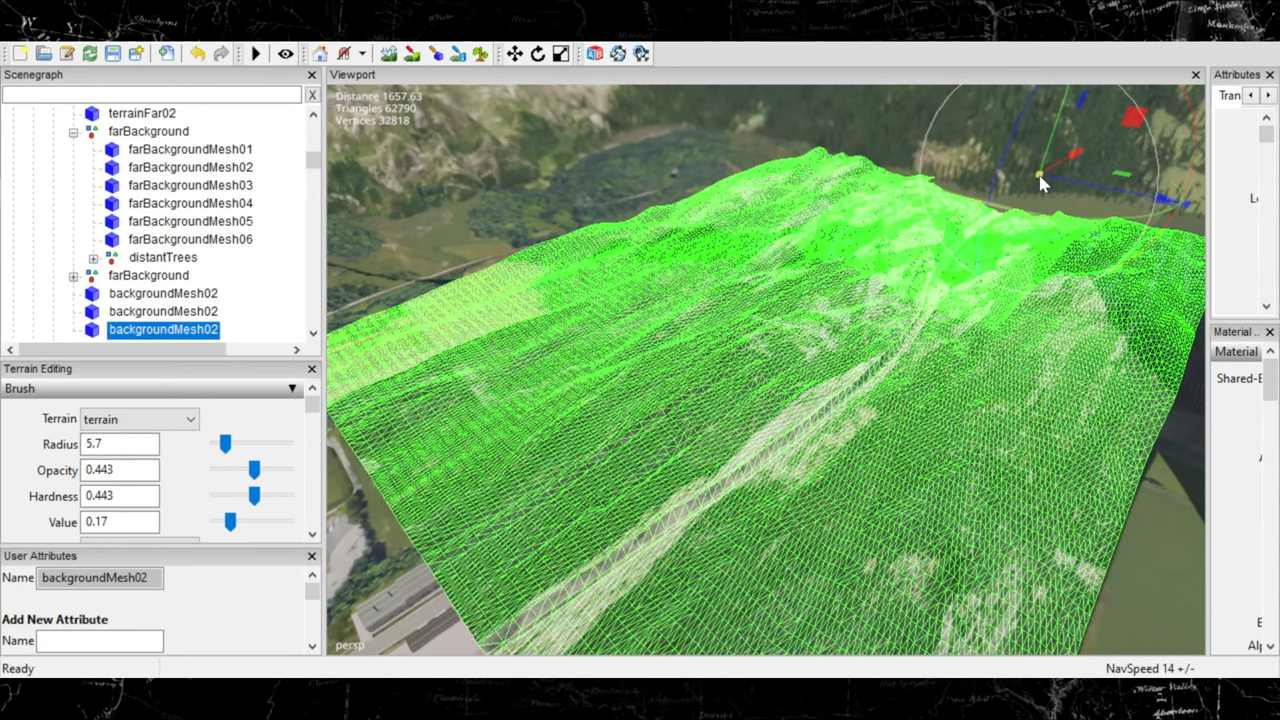 Scenegraph
X
terrainFar02
farBackground
farBackgroundMesh01
farBackgroundMesh02
farBackgroundMesh03
farBackgroundMesh04
farBackgroundMesh05
farBackgroundMesh06
distantTrees
farBackground
backgroundMesh02
backgroundMesh02
backgroundMesh02
Terrain Editing
Brush
Terrain
terrain
Radius
5.7
Opacity
0.443
Hardness
0.443
Value
0.17
User Attributes
Name
backgroundMesh02
Add New Attribute
Name
Ready
Viewport
Distance 1657.63
Triangles 62790
Vertices 32818
persp
Attributes
Tran
Material ..
Material
Shared-E
NavSpeed 14 +/-